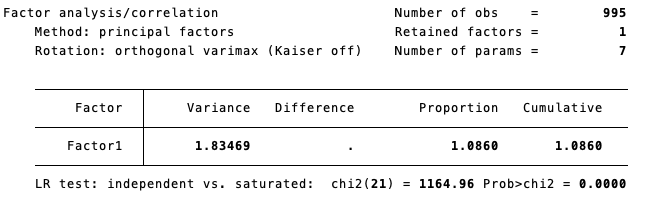 Factor analysis/correlation Number of obs = 995
Method: principal factors Retained factors = 1
Rotation: orthogonal varimax (Kaiser off) Number of params = 7
Factor Variance Difference Proportion Cumulative
Factor1 1.83469 . 1.0860 1.0860
LR test: independent vs. saturated: chi2(21) = 1164.96 Prob>chi2 = 0.0000